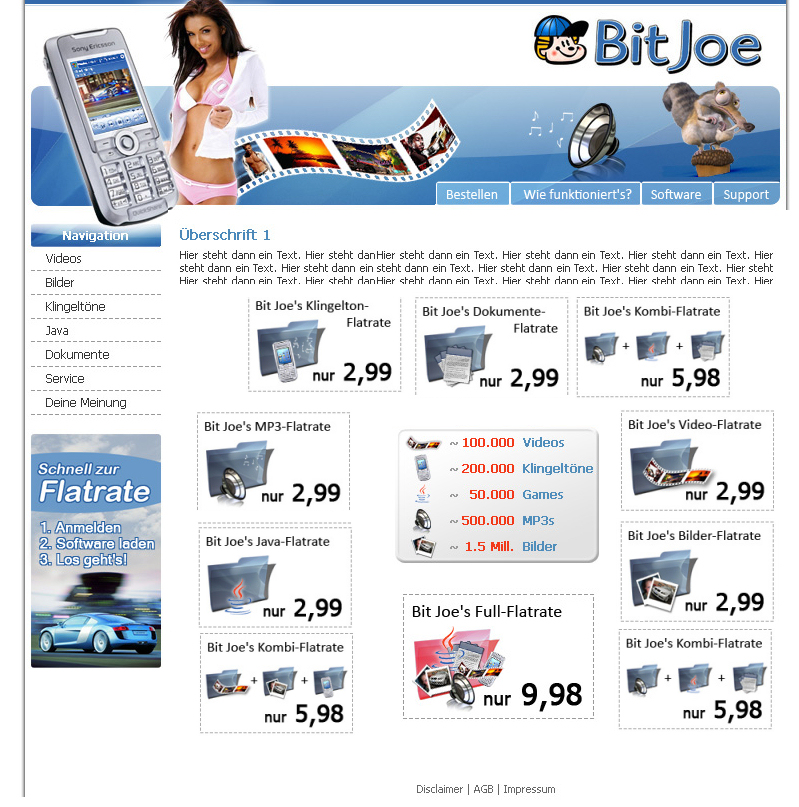 Sony Ericsson
BitJoe
Bestellen
Wie funktioniert's?
Software
Support
Navigation
Videos
Bilder
Klingeltöne
Java
Dokumente
Service
Deine Meinung
Schnell zur
Flatrate
1. Anmelden
2. Software laden
3. Los geht's!
Überschrift 1
Hier steht dann ein Text. Hier steht danHier steht dann ein Text. Hier steht dann ein Text. Hier steht dann ein Text. Hier
steht dann ein Text. Hier steht dann ein steht dann ein Text. Hier steht dann ein Text. Hier steht dann ein Text. Hier steht
Hier steht dann ein Text. Hier steht danHier steht dann ein Text. Hier steht dann ein Text. Hier steht dann ein Text. Hier
Bit Joe's Klingelton-
Flatrate
nur 2,99
Bit Joe's Dokumente-
Flatrate
nur 2,99
Bit Joe's Kombi-Flatrate
+ +
nur 5,98
Bit Joe's MP3-Flatrate
nur 2,99
~ 100.000 Videos
~ 200.000 Klingeltöne
~ 50.000 Games
~ 500.000 MP3s
~ 1.5 Mill. Bilder
Bit Joe's Video-Flatrate
nur 2,99
Bit Joe's Java-Flatrate
nur 2,99
Bit Joe's Bilder-Flatrate
nur 2,99
Bit Joe's Kombi-Flatrate
+ +
nur 5,98
Bit Joe's Full-Flatrate
nur 9,98
Bit Joe's Kombi-Flatrate
+ +
nur 5,98
Disclaimer | AGB | Impressum